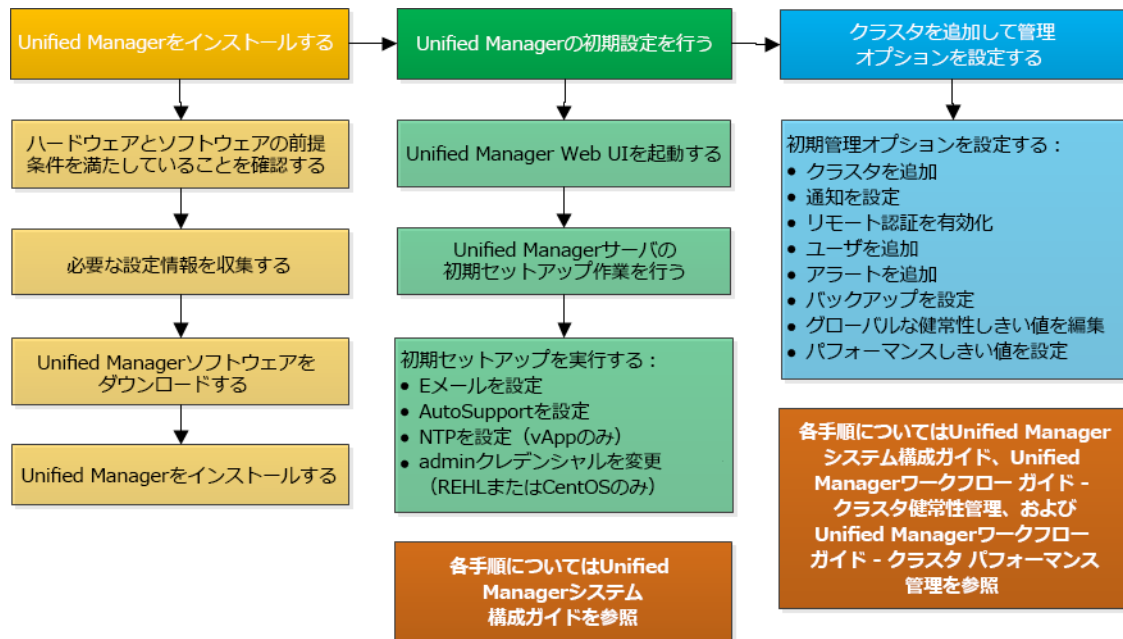 Unified Managerをインストールする
Unified Managerの初期設定を行う
クラスタを追加して管理
オプションを設定する
ハードウェアとソフトウェアの前提
条件を満たしていることを確認する
必要な設定情報を収集する
Unified Managerソフトウェアを
ダウンロードする
Unified Managerをインストールする
Unified Manager Web UIを起動する
Unified Managerサーバの
初期セットアップ作業を行う
初期セットアップを実行する：
• Eメールを設定
• AutoSupportを設定
• NTPを設定（vAppのみ）
• adminクレデンシャルを変更
（REHLまたはCentOSのみ）
各手順についてはUnified
Managerシステム
構成ガイドを参照
初期管理オプションを設定する：
• クラスタを追加
• 通知を設定
• リモート認証を有効化
• ユーザを追加
• アラートを追加
• バックアップを設定
• グローバルな健常性しきい値を編集
• パフォーマンスしきい値を設定
各手順についてはUnified Manager
システム構成ガイド、Unified
Managerワークフロー ガイド -
クラスタ健常性管理、および
Unified Managerワークフロー
ガイド - クラスタ パフォーマンス
管理を参照